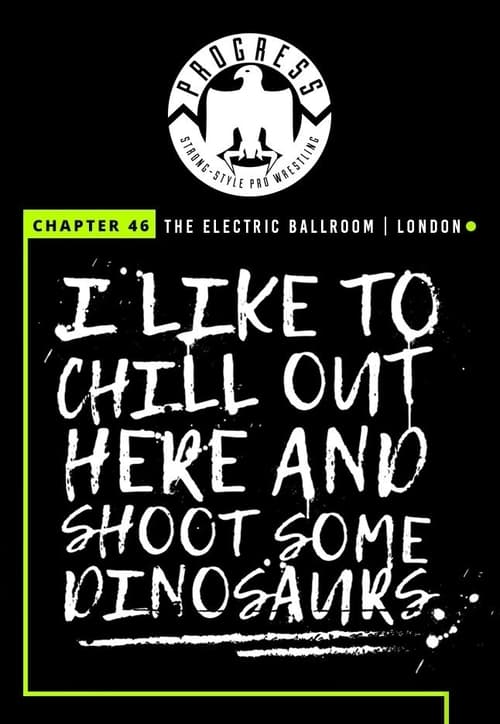 PROGRESS
STRONG-STYLE PRO WRESTLING
CHAPTER 46 THE ELECTRIC BALLROOM | LONDON
I LIKE TO
CHILL OUT
HERE AND
SHOOT SOME
DINOSAURS.